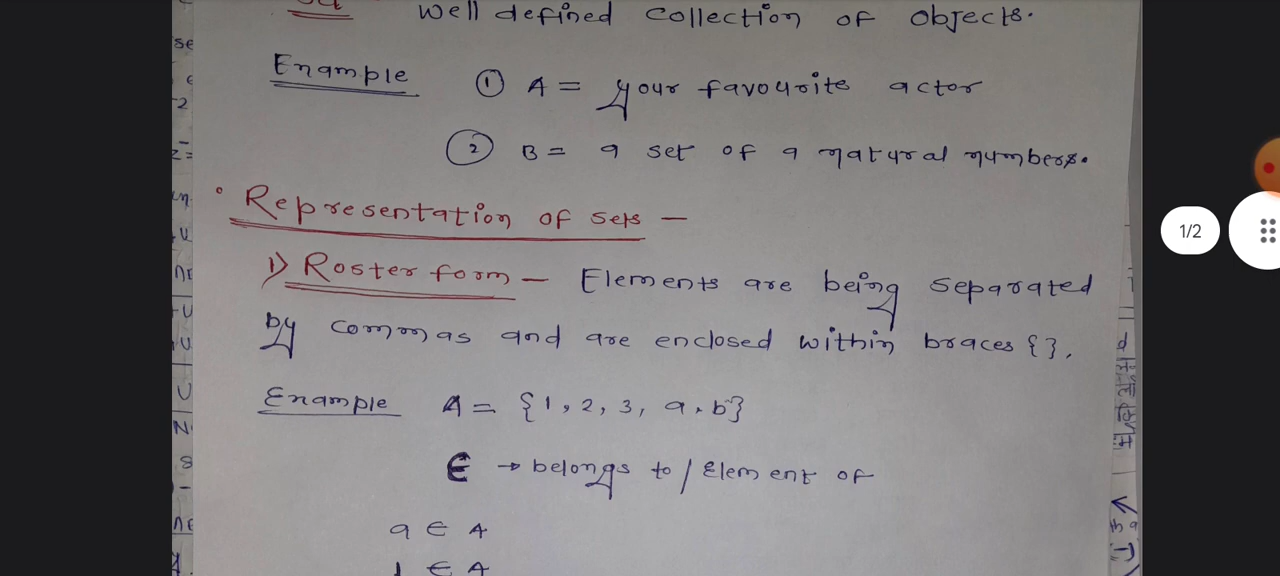 Set Well defined collection of objects.
Example ① A = your favourite actor
② B = a set of a natural numbers.
• Representation of sets —
1) Roster form — Elements are being separated
by commas and are enclosed within braces { }.
Example A = {1, 2, 3, a, b}
∈ → belongs to / Element of
a ∈ A
1 ∈ A
1/2